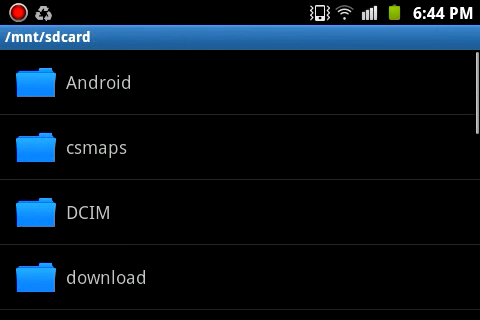 6:44 PM
/mnt/sdcard
Android
csmaps
DCIM
download